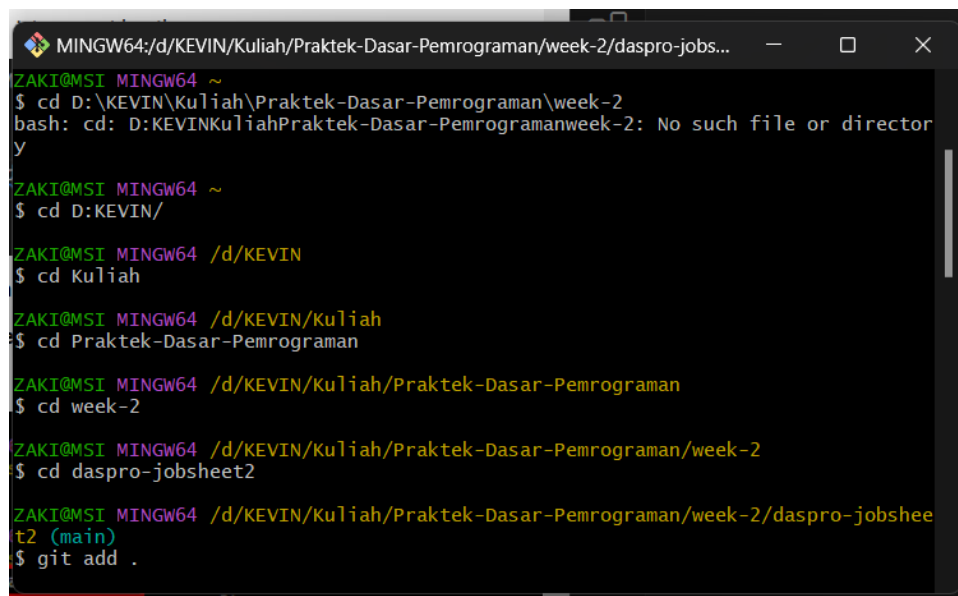 MINGW64:/d/KEVIN/Kuliah/Praktek-Dasar-Pemrograman/week-2/daspro-jobs...
ZAKI@MSI MINGW64 ~
$ cd D:\KEVIN\Kuliah\Praktek-Dasar-Pemrograman\week-2
bash: cd: D:KEVINKuliahPraktek-Dasar-Pemrogramanweek-2: No such file or director
y
ZAKI@MSI MINGW64 ~
$ cd D:KEVIN/
ZAKI@MSI MINGW64 /d/KEVIN
$ cd Kuliah
ZAKI@MSI MINGW64 /d/KEVIN/Kuliah
$ cd Praktek-Dasar-Pemrograman
ZAKI@MSI MINGW64 /d/KEVIN/Kuliah/Praktek-Dasar-Pemrograman
$ cd week-2
ZAKI@MSI MINGW64 /d/KEVIN/Kuliah/Praktek-Dasar-Pemrograman/week-2
$ cd daspro-jobsheet2
ZAKI@MSI MINGW64 /d/KEVIN/Kuliah/Praktek-Dasar-Pemrograman/week-2/daspro-jobshee
t2 (main)
$ git add .